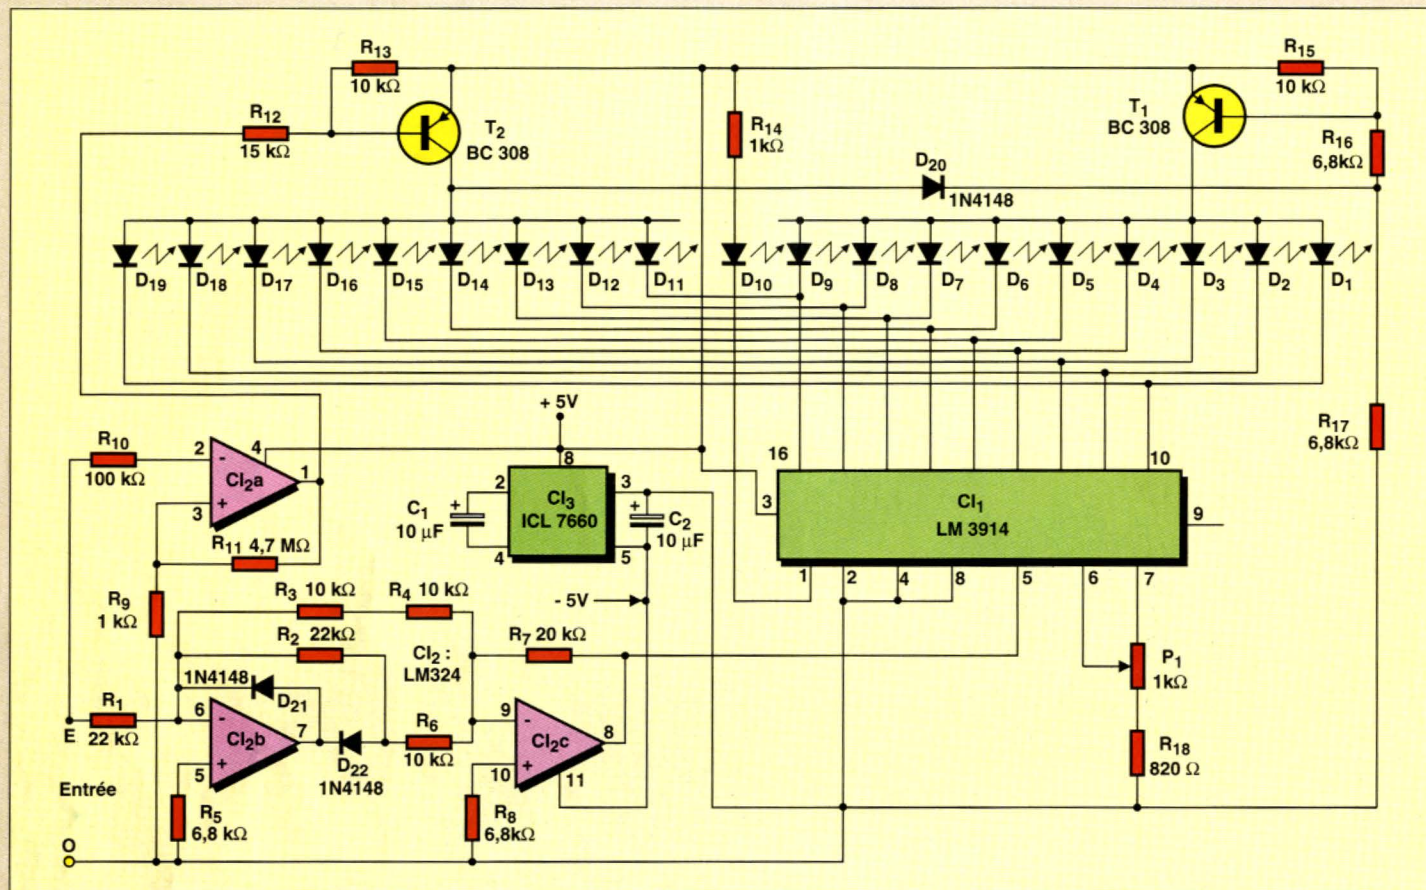 R13
10 kΩ
R12
15 kΩ
T2
BC 308
R14
1kΩ
D20
1N4148
T1
BC 308
R15
10 kΩ
R16
6,8kΩ
D19 D18 D17 D16 D15 D14 D13 D12 D11 D10 D9 D8 D7 D6 D5 D4 D3 D2 D1
R17
6,8kΩ
+ 5V
R10
100 kΩ
2
-
4
CI2a
1
+
3
R11 4,7 MΩ
R9
1 kΩ
C1
10 µF
+
2
4
8
CI3
ICL 7660
3
5
+
C2
10 µF
- 5V
16
10
3
CI1
LM 3914
9
1 2 4 8 5 6 7
R3 10 kΩ
R4 10 kΩ
R2 22kΩ
CI2 :
LM324
R7 20 kΩ
1N4148
D21
R1
22 kΩ
E
6
-
CI2b
7
+
5
D22
1N4148
R6
10 kΩ
9
-
CI2c
8
+
10
11
P1
1kΩ
R18
820 Ω
Entrée
R5
6,8 kΩ
R8
6,8kΩ
O